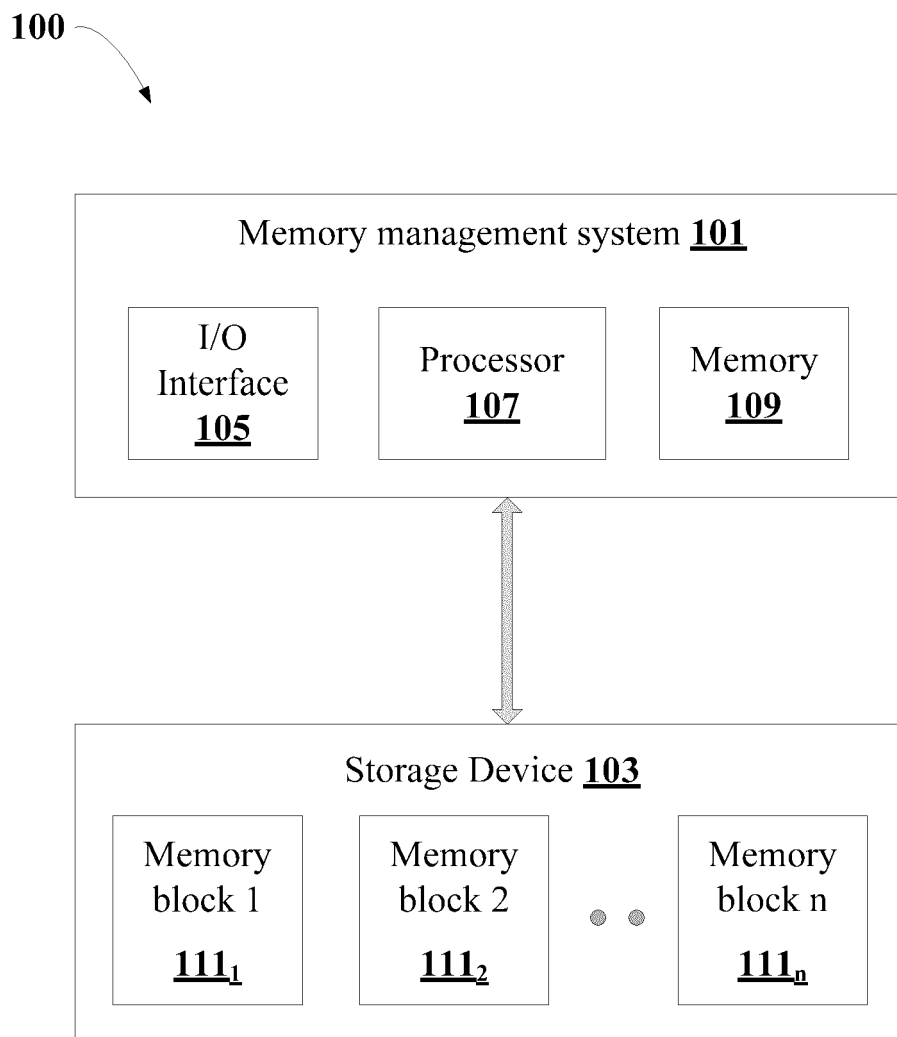 100
Memory management system 101
I/O
Interface
105
Processor
107
Memory
109
Storage Device 103
Memory
block 1
111₁
Memory
block 2
111₂
Memory
block n
111ₙ